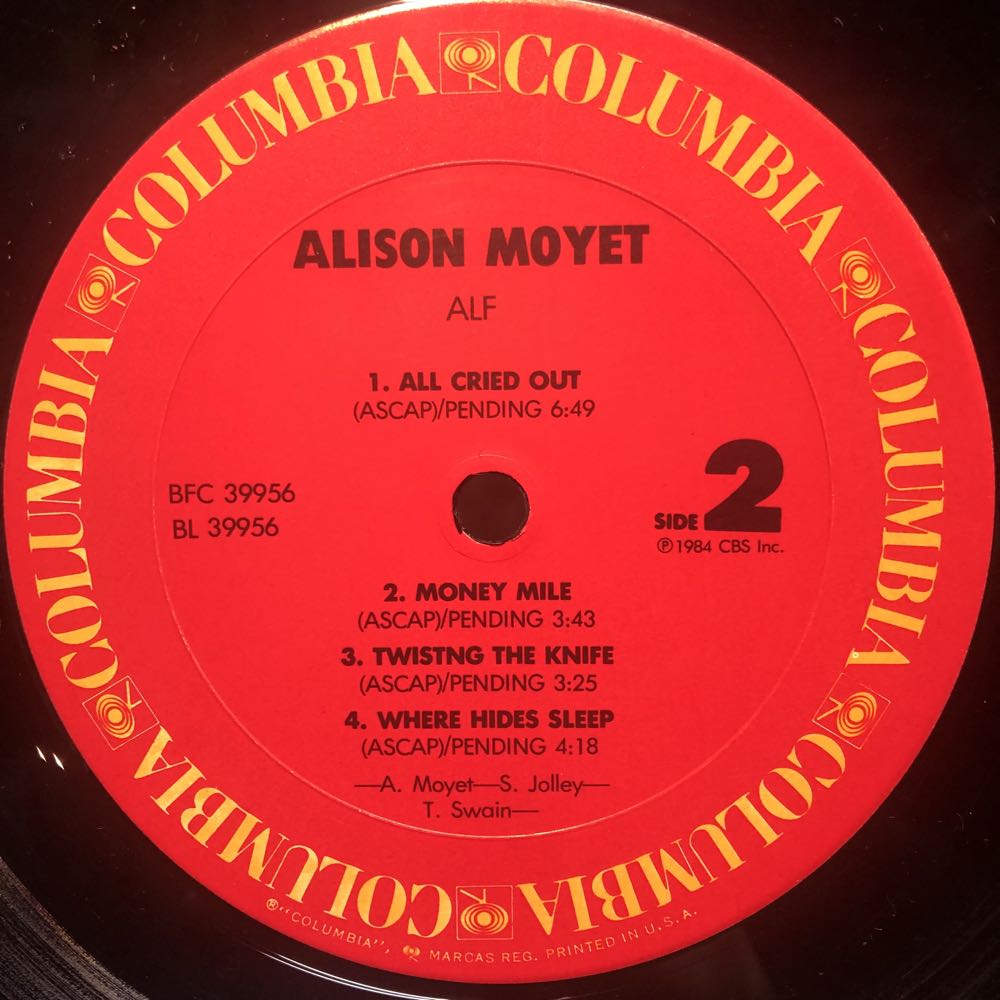 COLUMBIA COLUMBIA COLUMBIA COLUMBIA COLUMBIA COLUMBIA COLUMBIA COLUMBIA
ALISON MOYET
ALF
1. ALL CRIED OUT
(ASCAP)/PENDING 6:49
BFC 39956
BL 39956
SIDE 2
℗1984 CBS Inc.
2. MONEY MILE
(ASCAP)/PENDING 3:43
3. TWISTNG THE KNIFE
(ASCAP)/PENDING 3:25
4. WHERE HIDES SLEEP
(ASCAP)/PENDING 4:18
—A. Moyet—S. Jolley—
T. Swain—
®"COLUMBIA", MARCAS REG. PRINTED IN U.S.A.